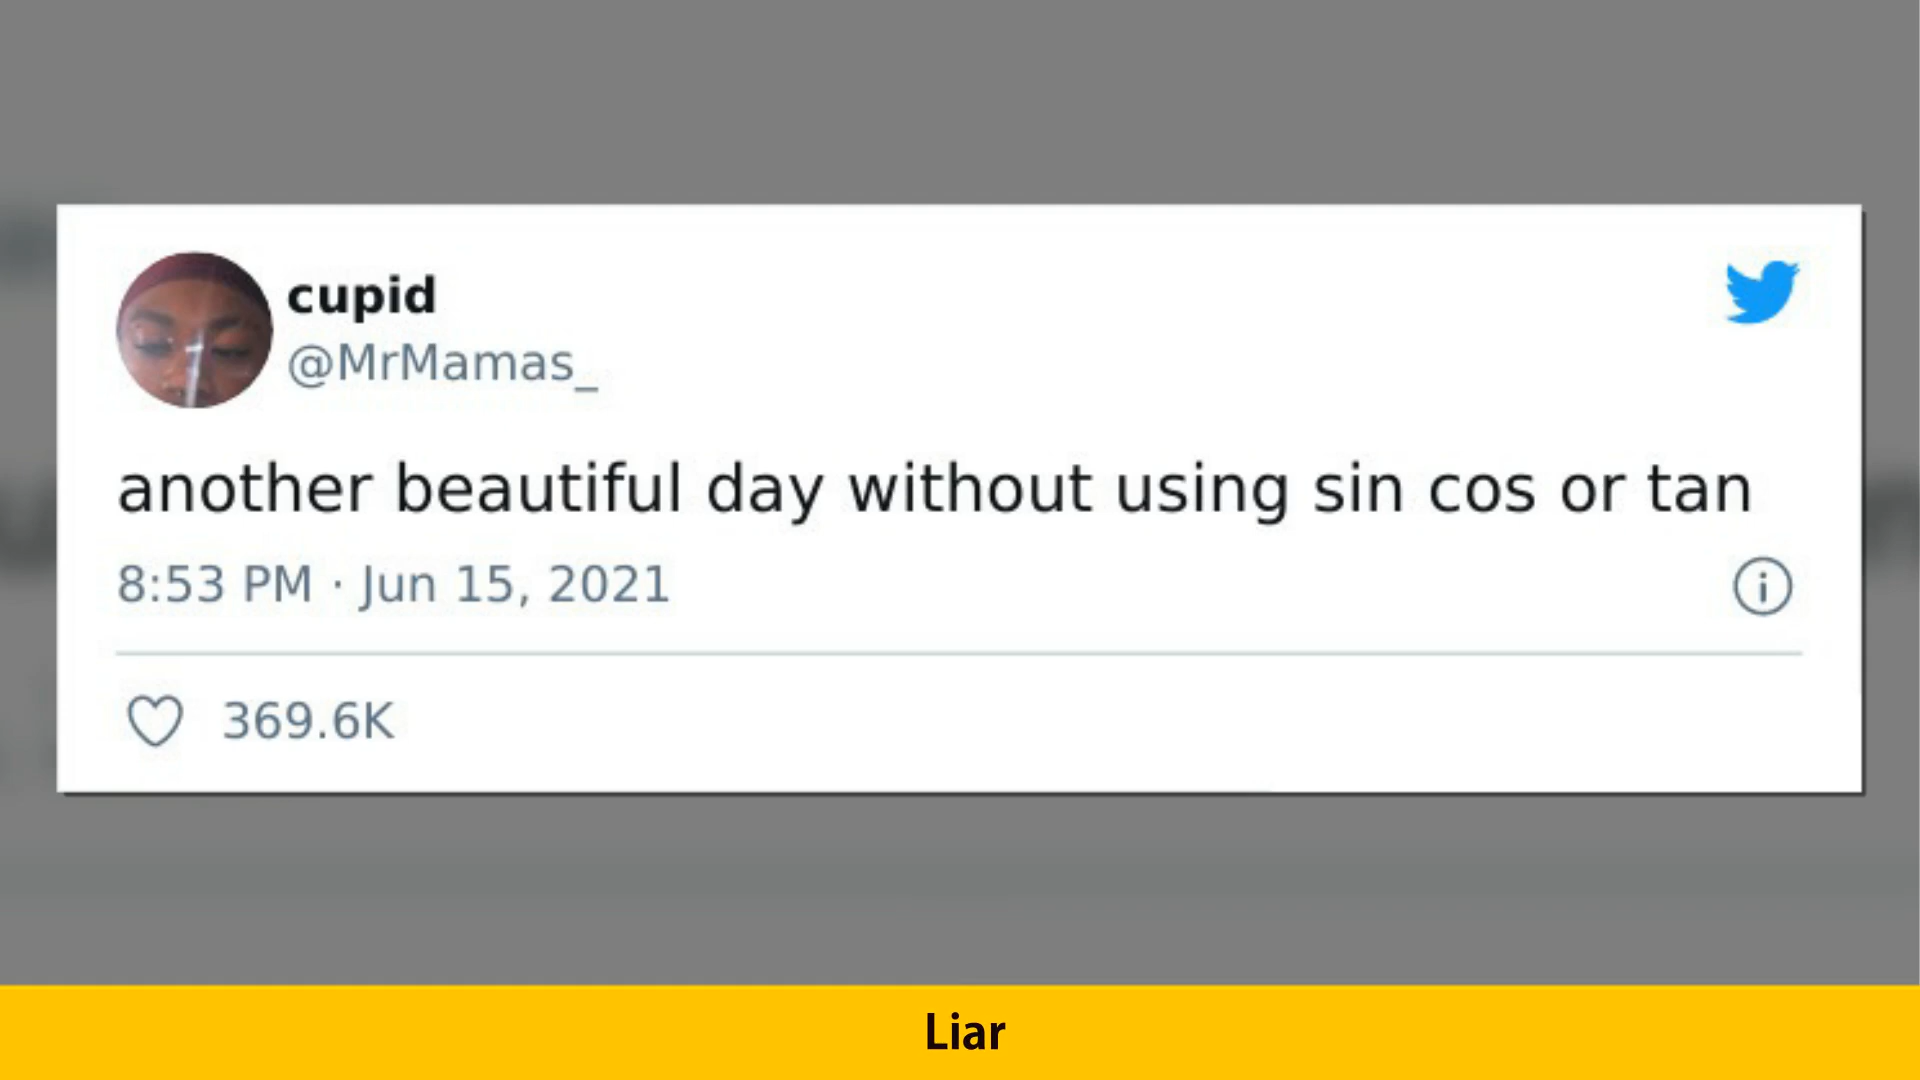 cupid
@MrMamas_
another beautiful day without using sin cos or tan
8:53 PM · Jun 15, 2021
369.6K
Liar